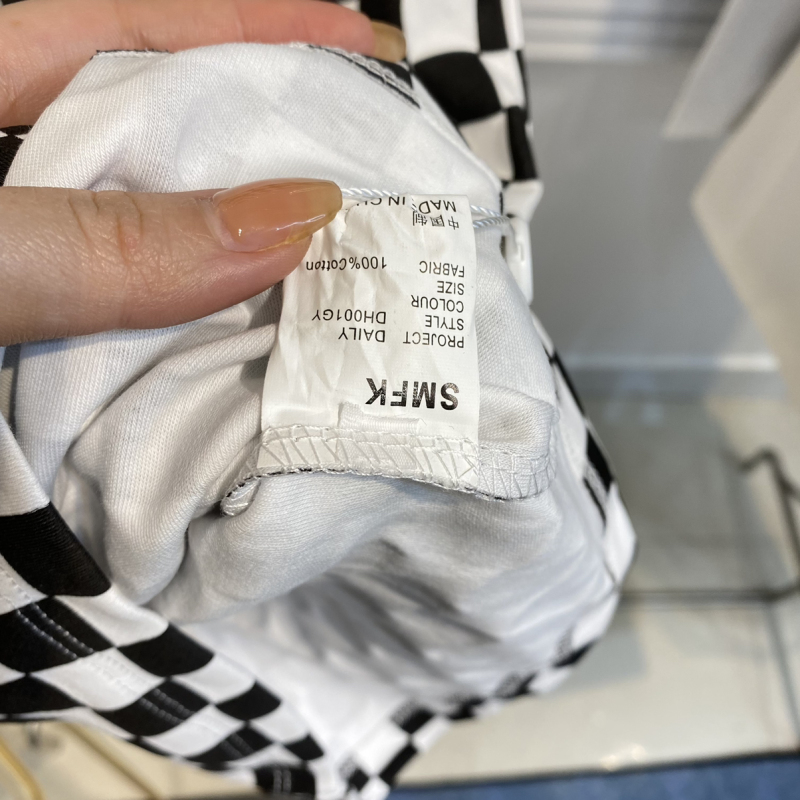 SMFK
PROJECT DAILY
STYLE DH001GY
COLOUR
SIZE
FABRIC 100%Cotton
中国制
MADE IN